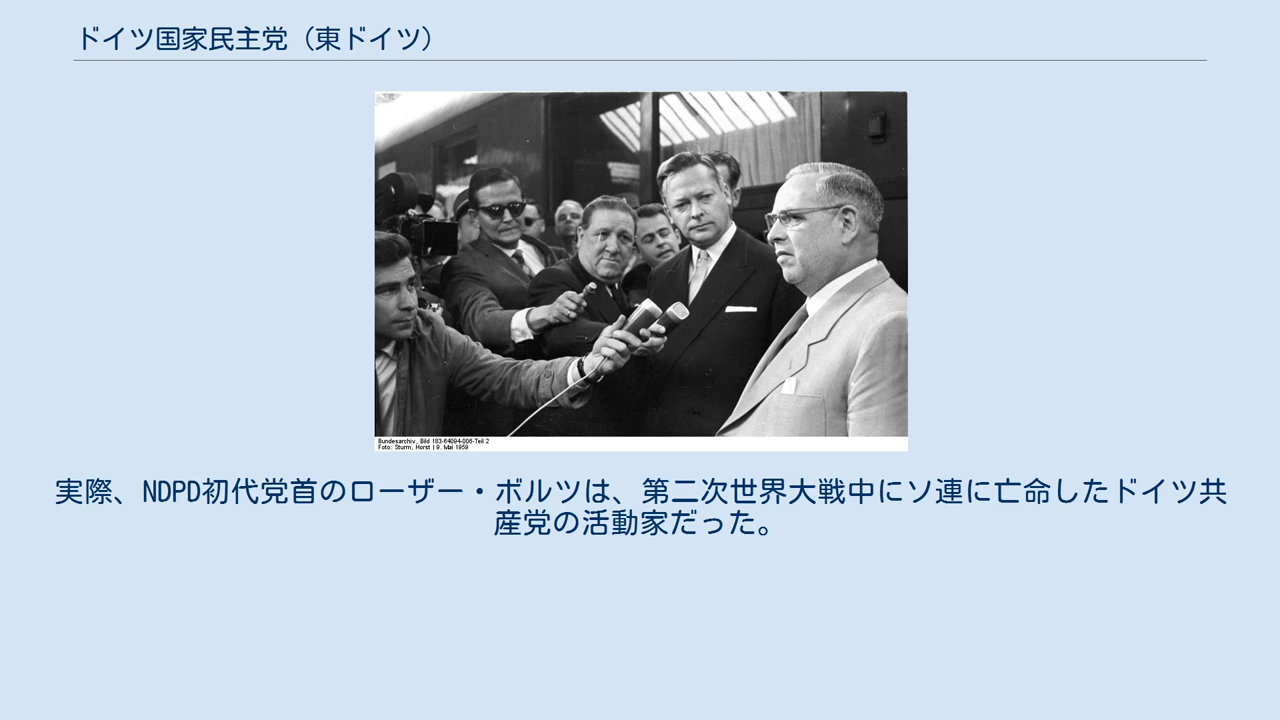 ドイツ国家民主党（東ドイツ）
Bundesarchiv, Bild 183-64094-006-Teil 2
Foto: Sturm, Horst | 9. Mai 1959
実際、NDPD初代党首のローザー・ボルツは、第二次世界大戦中にソ連に亡命したドイツ共
産党の活動家だった。